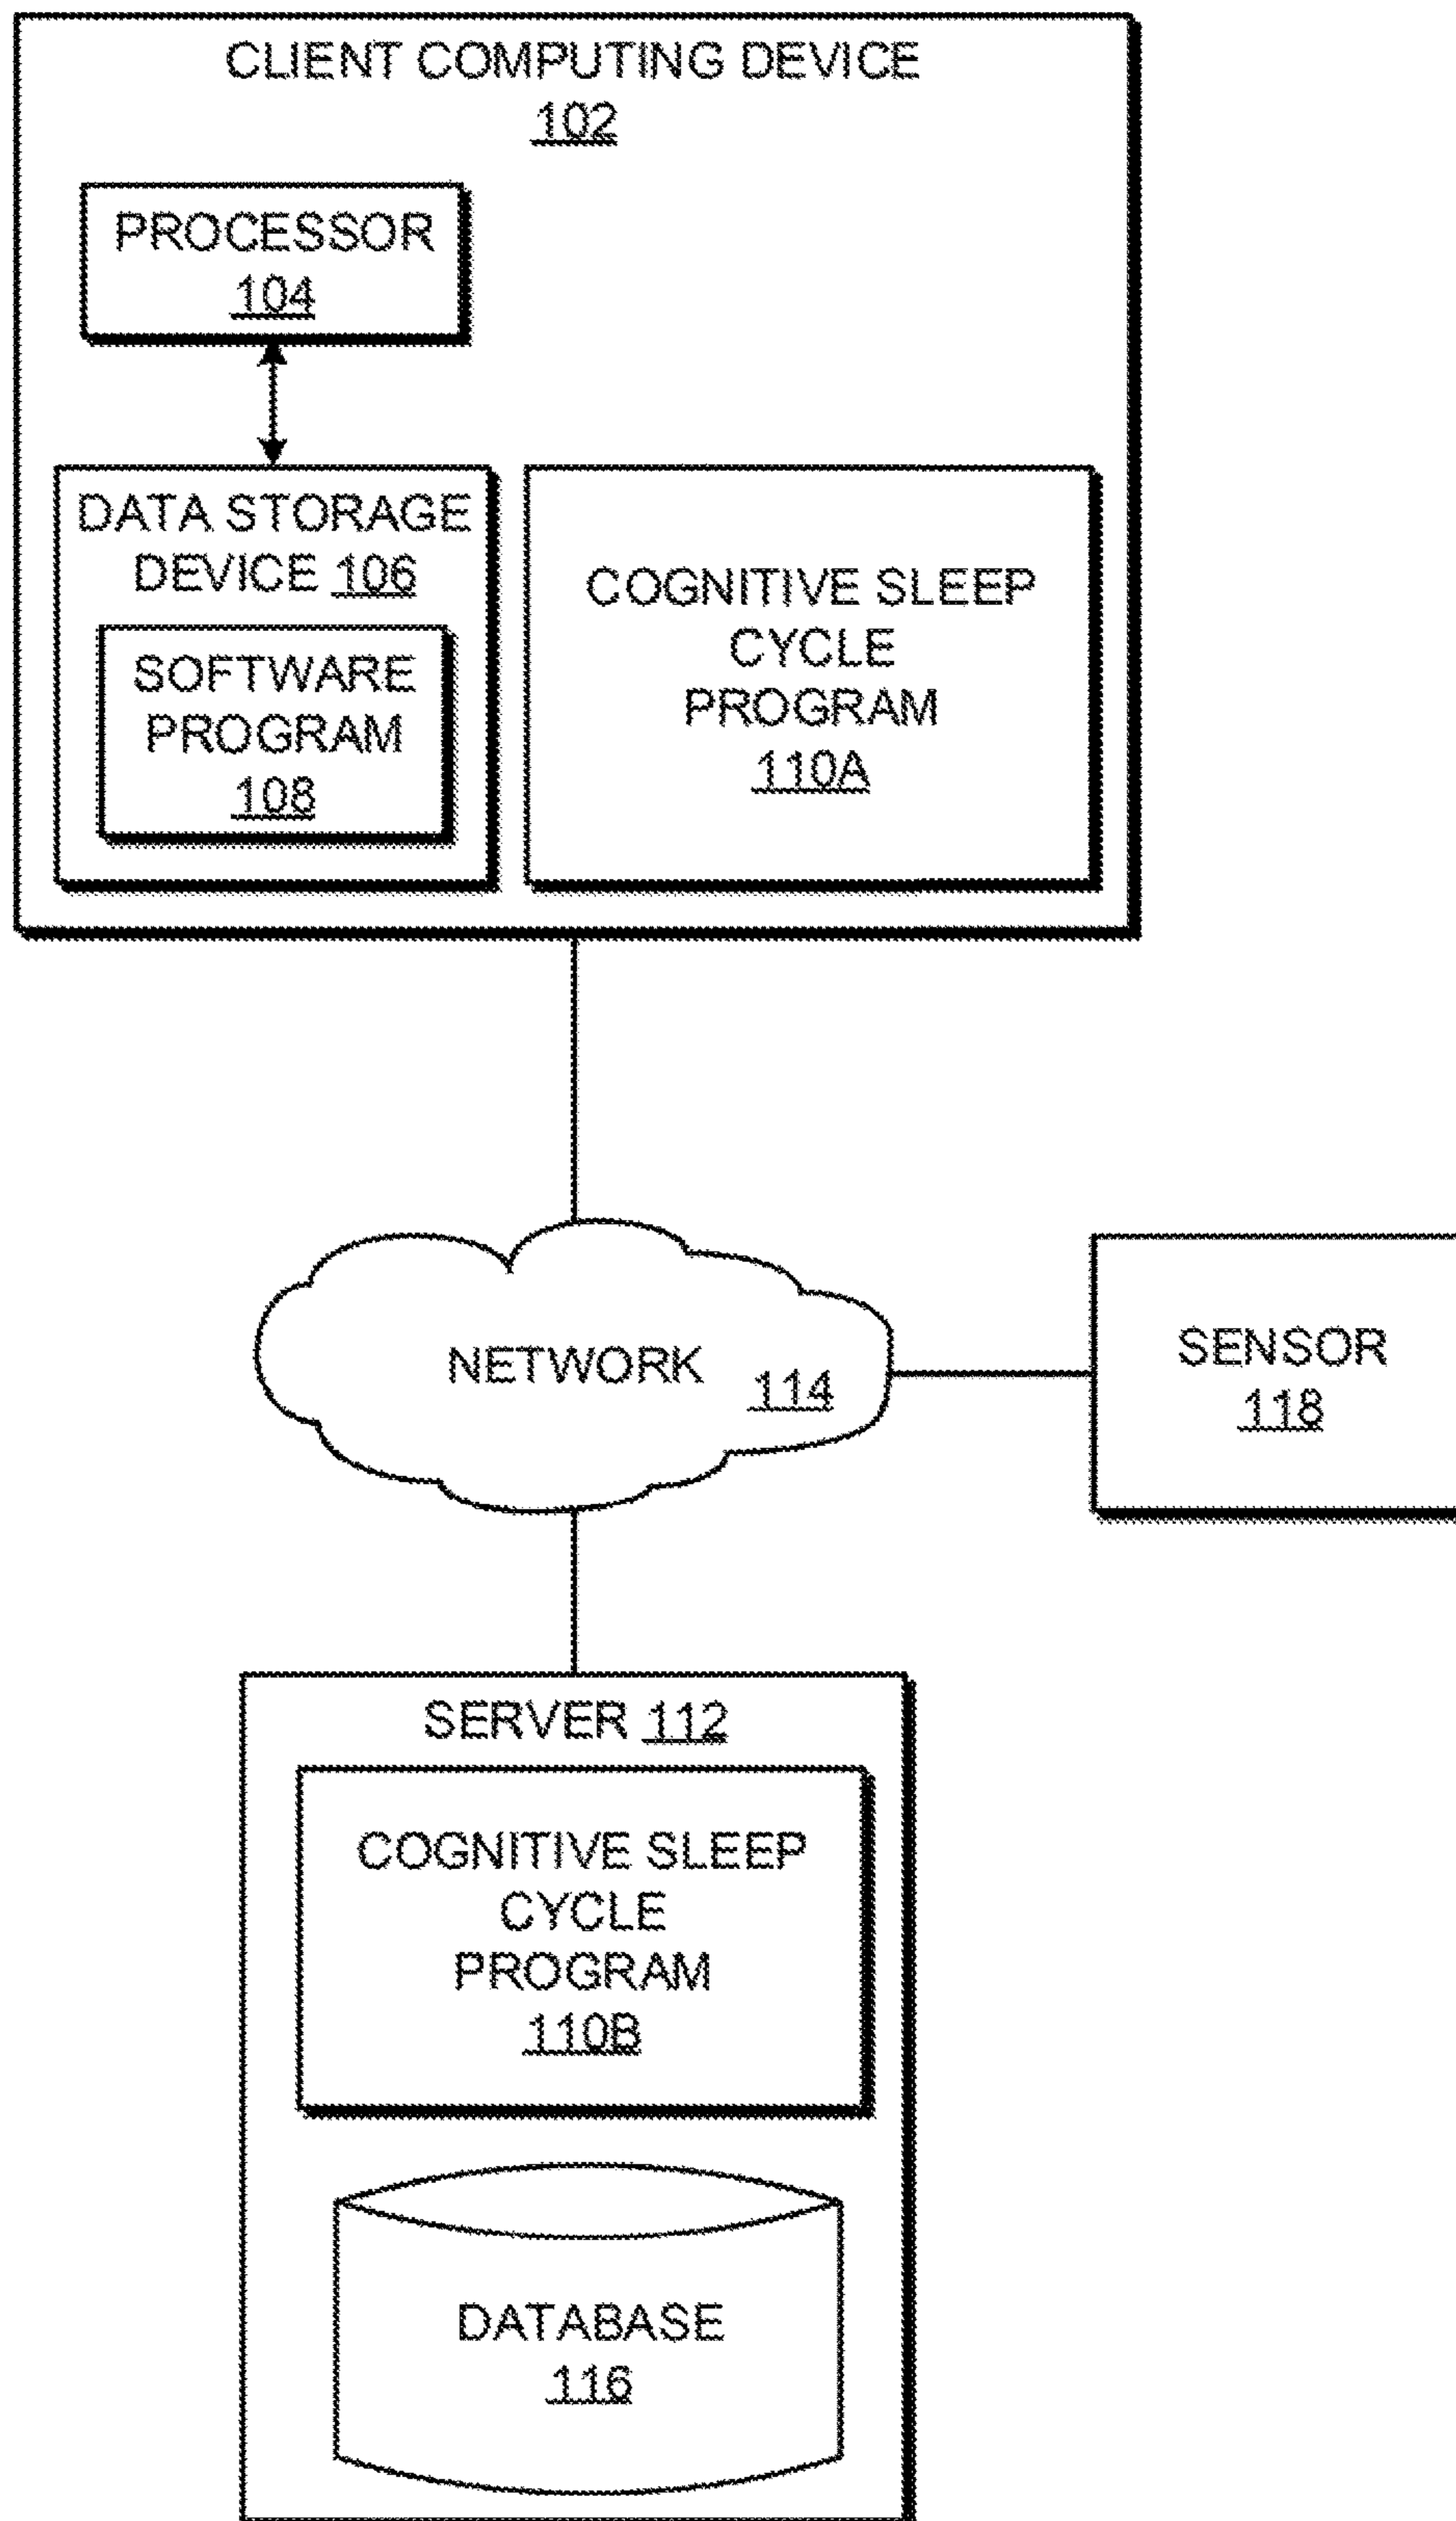 CLIENT COMPUTING DEVICE
102
PROCESSOR
104
DATA STORAGE
DEVICE 106
SOFTWARE
PROGRAM
108
COGNITIVE SLEEP
CYCLE
PROGRAM
110A
NETWORK 114
SENSOR
118
SERVER 112
COGNITIVE SLEEP
CYCLE
PROGRAM
110B
DATABASE
116